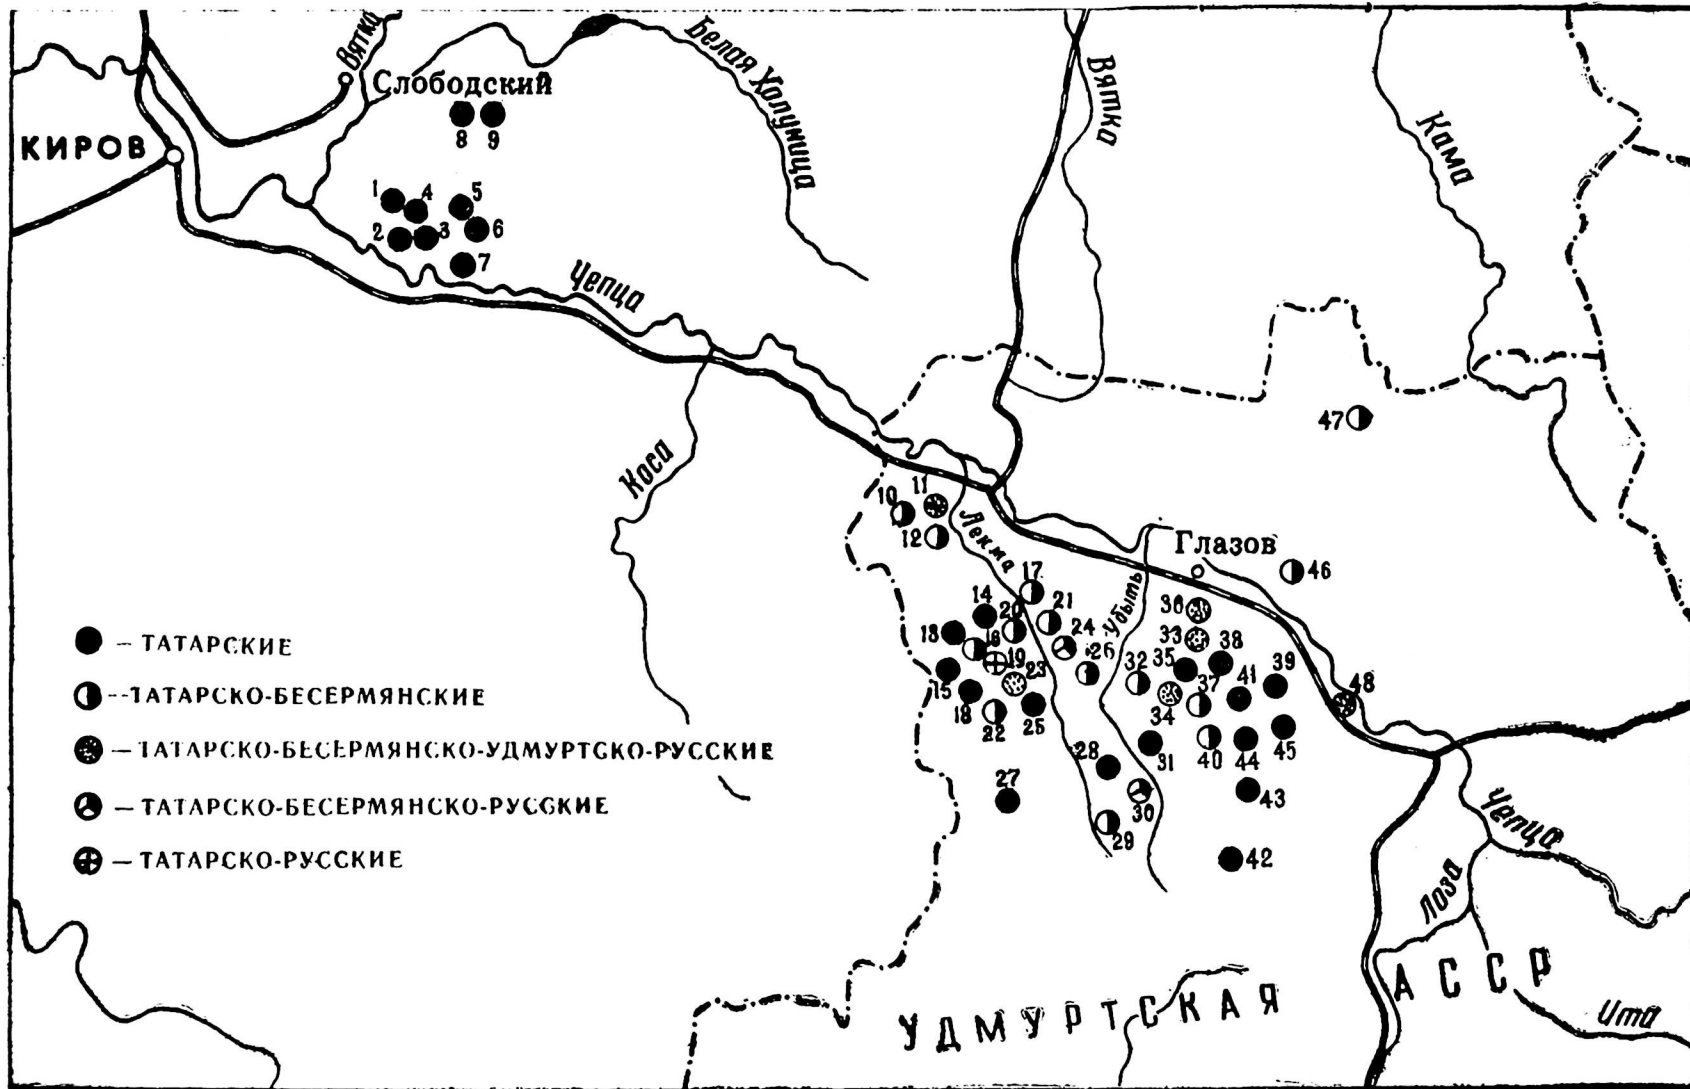 Вятка
Белая Холуница
Слободский
КИРОВ
8 9
1 4 5
2 3 6
7
Чепца
Вятка
Кама
Коса
47
10 11
12
Лекма
Глазов
46
17
14 20 21
36
13 16 24
33 38
19 26 32 35 39
15 23 37 41
48
18 34
22 25
31 40 44 45
28
27
30 43
29
42
Убыть
– ТАТАРСКИЕ
– ТАТАРСКО-БЕСЕРМЯНСКИЕ
– ТАТАРСКО-БЕСЕРМЯНСКО-УДМУРТСКО-РУССКИЕ
– ТАТАРСКО-БЕСЕРМЯНСКО-РУССКИЕ
– ТАТАРСКО-РУССКИЕ
Чепца
Лоза
УДМУРТСКАЯ АССР
Ита